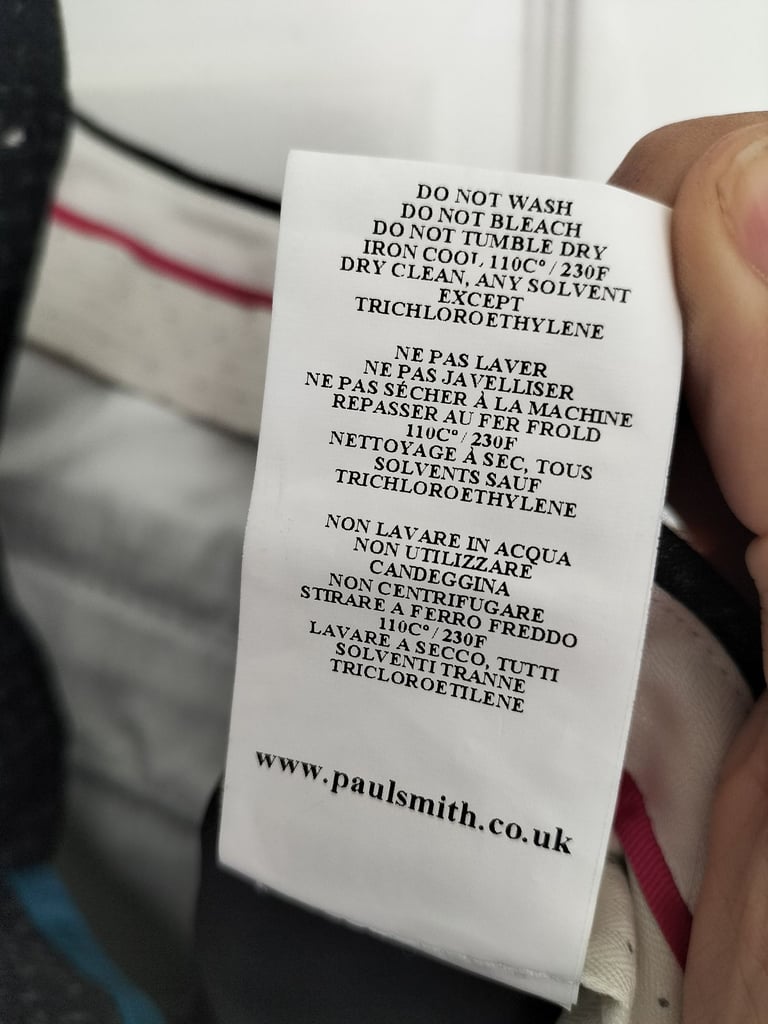 DO NOT WASH
DO NOT BLEACH
DO NOT TUMBLE DRY
IRON COOL 110C° / 230F
DRY CLEAN, ANY SOLVENT
EXCEPT
TRICHLOROETHYLENE
NE PAS LAVER
NE PAS JAVELLISER
NE PAS SÉCHER À LA MACHINE
REPASSER AU FER FROLD
110C° / 230F
NETTOYAGE À SEC, TOUS
SOLVENTS SAUF
TRICHLOROETHYLENE
NON LAVARE IN ACQUA
NON UTILIZZARE
CANDEGGINA
NON CENTRIFUGARE
STIRARE A FERRO FREDDO
110C° / 230F
LAVARE A SECCO, TUTTI
SOLVENTI TRANNE
TRICLOROETILENE
www.paulsmith.co.uk